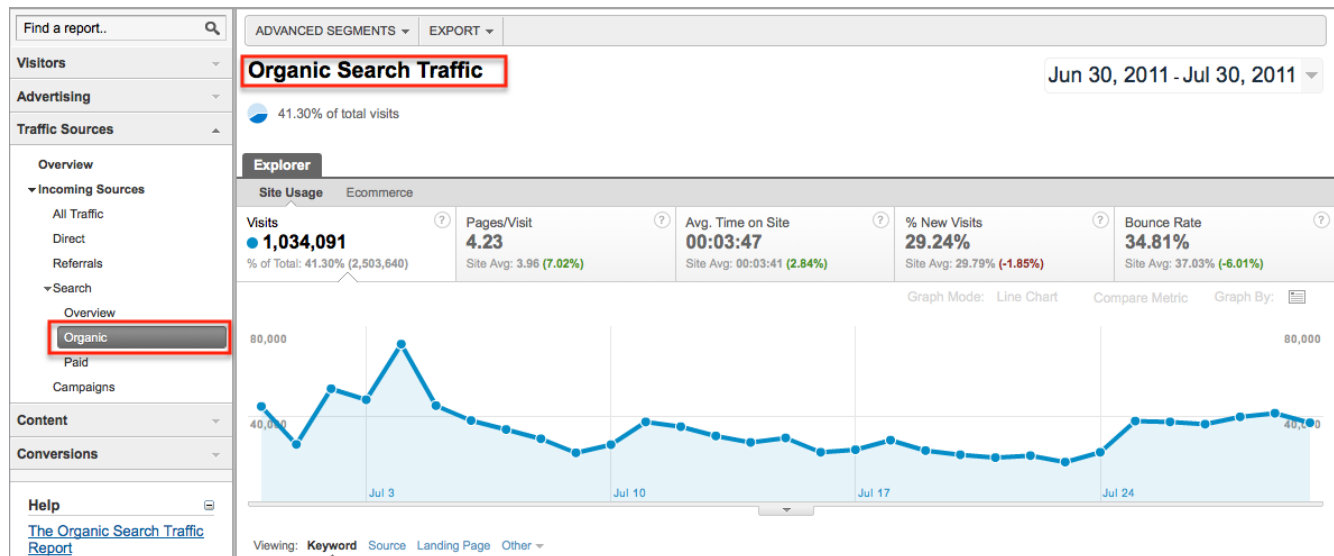 Find a report..
Visitors
Advertising
Traffic Sources
Overview
Incoming Sources
All Traffic
Direct
Referrals
Search
Overview
Organic
Paid
Campaigns
Content
Conversions
Help
The Organic Search Traffic
Report
ADVANCED SEGMENTS EXPORT
Organic Search Traffic
Jun 30, 2011 - Jul 30, 2011
41.30% of total visits
Explorer
Site Usage Ecommerce
Visits ?
1,034,091
% of Total: 41.30% (2,503,640)
Pages/Visit ?
4.23
Site Avg: 3.96 (7.02%)
Avg. Time on Site ?
00:03:47
Site Avg: 00:03:41 (2.84%)
% New Visits ?
29.24%
Site Avg: 29.79% (-1.85%)
Bounce Rate ?
34.81%
Site Avg: 37.03% (-6.01%)
Graph Mode: Line Chart Compare Metric Graph By:
80,000 80,000
40,000 40,000
Jul 3 Jul 10 Jul 17 Jul 24
Viewing: Keyword Source Landing Page Other